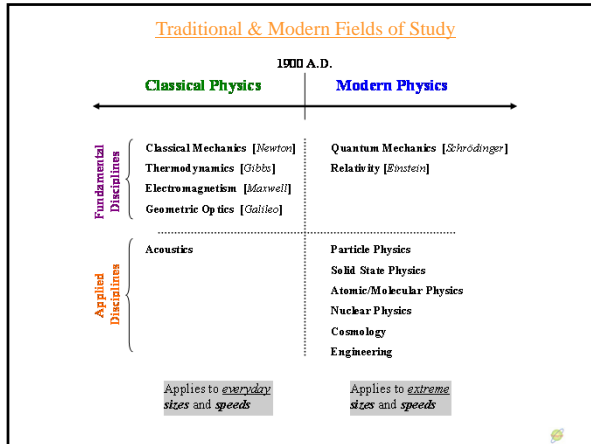 Traditional & Modern Fields of Study
1900 A.D.
Classical Physics
Modern Physics
Fundamental
Disciplines
Classical Mechanics [Newton]
Thermodynamics [Gibbs]
Electromagnetism [Maxwell]
Geometric Optics [Galileo]
Quantum Mechanics [Schrödinger]
Relativity [Einstein]
Applied
Disciplines
Acoustics
Particle Physics
Solid State Physics
Atomic/Molecular Physics
Nuclear Physics
Cosmology
Engineering
Applies to everyday
sizes and speeds
Applies to extreme
sizes and speeds